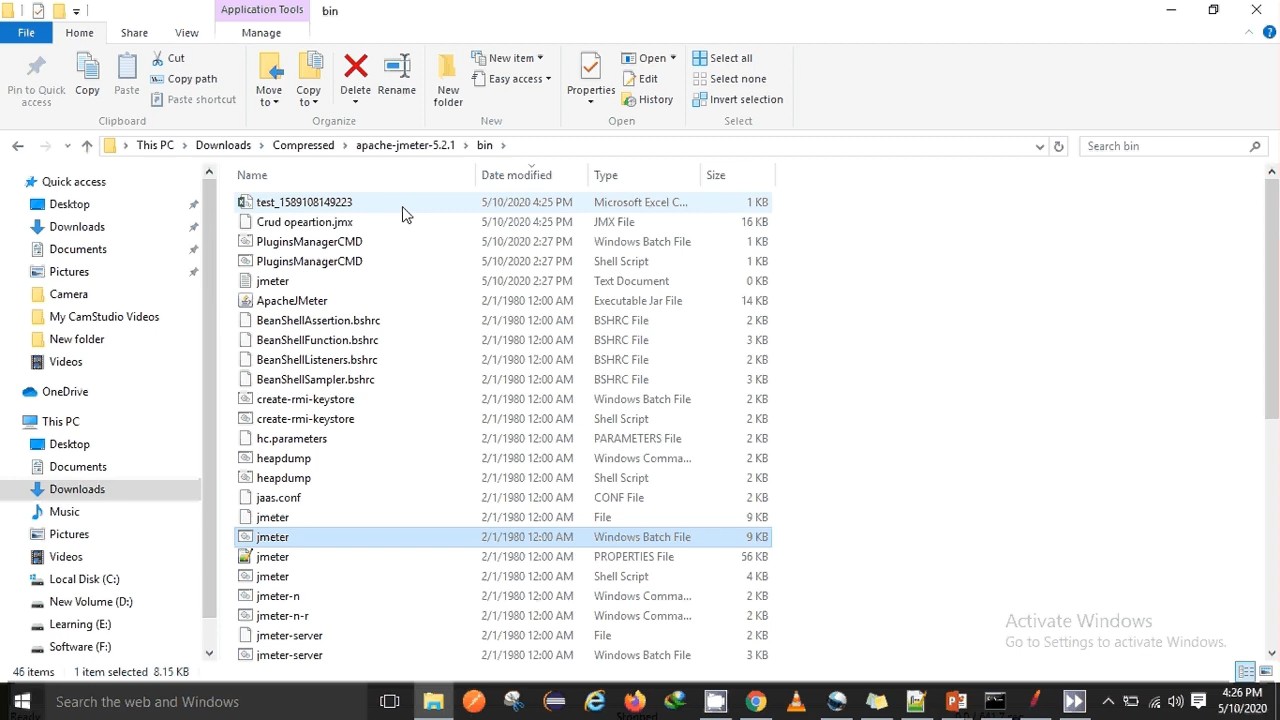 Application Tools bin
File Home Share View Manage
Pin to Quick access
Copy
Paste
Cut
Copy path
Paste shortcut
Clipboard
Move to
Copy to
Delete
Rename
Organize
New folder
New item
Easy access
New
Properties
Open
Edit
History
Open
Select all
Select none
Invert selection
Select
This PC Downloads Compressed apache-jmeter-5.2.1 bin
Search bin
Quick access
Desktop
Downloads
Documents
Pictures
Camera
My CamStudio Videos
New folder
Videos
OneDrive
This PC
Desktop
Documents
Downloads
Music
Pictures
Videos
Local Disk (C:)
New Volume (D:)
Learning (E:)
Software (F:)
Name Date modified Type Size
test_1589108149223 5/10/2020 4:25 PM Microsoft Excel C... 1 KB
Crud opeartion.jmx 5/10/2020 4:25 PM JMX File 16 KB
PluginsManagerCMD 5/10/2020 2:27 PM Windows Batch File 1 KB
PluginsManagerCMD 5/10/2020 2:27 PM Shell Script 1 KB
jmeter 5/10/2020 2:27 PM Text Document 0 KB
ApacheJMeter 2/1/1980 12:00 AM Executable Jar File 14 KB
BeanShellAssertion.bshrc 2/1/1980 12:00 AM BSHRC File 2 KB
BeanShellFunction.bshrc 2/1/1980 12:00 AM BSHRC File 3 KB
BeanShellListeners.bshrc 2/1/1980 12:00 AM BSHRC File 2 KB
BeanShellSampler.bshrc 2/1/1980 12:00 AM BSHRC File 3 KB
create-rmi-keystore 2/1/1980 12:00 AM Windows Batch File 2 KB
create-rmi-keystore 2/1/1980 12:00 AM Shell Script 2 KB
hc.parameters 2/1/1980 12:00 AM PARAMETERS File 2 KB
heapdump 2/1/1980 12:00 AM Windows Comma... 2 KB
heapdump 2/1/1980 12:00 AM Shell Script 2 KB
jaas.conf 2/1/1980 12:00 AM CONF File 2 KB
jmeter 2/1/1980 12:00 AM File 9 KB
jmeter 2/1/1980 12:00 AM Windows Batch File 9 KB
jmeter 2/1/1980 12:00 AM PROPERTIES File 56 KB
jmeter 2/1/1980 12:00 AM Shell Script 4 KB
jmeter-n 2/1/1980 12:00 AM Windows Comma... 2 KB
jmeter-n-r 2/1/1980 12:00 AM Windows Comma... 2 KB
jmeter-server 2/1/1980 12:00 AM File 2 KB
jmeter-server 2/1/1980 12:00 AM Windows Batch File 2 KB
Activate Windows
Go to Settings to activate Windows.
46 items 1 item selected 8.15 KB
Search the web and Windows
4:26 PM
5/10/2020